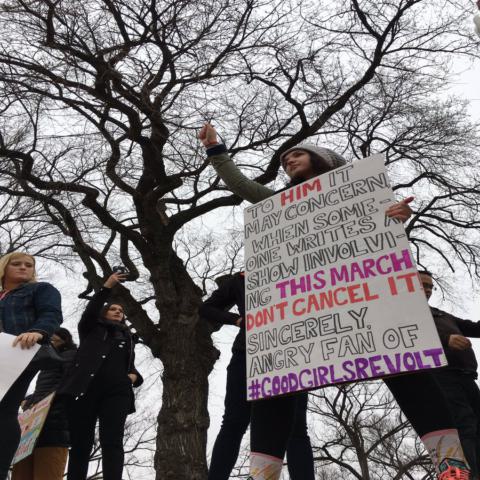 TO HIM IT
MAY CONCERN
WHEN SOME-
ONE WRITES A
SHOW INVOLVI-
NG THIS MARCH
DON'T CANCEL IT
SINCERELY,
ANGRY FAN OF
#GOODGIRLSREVOLT